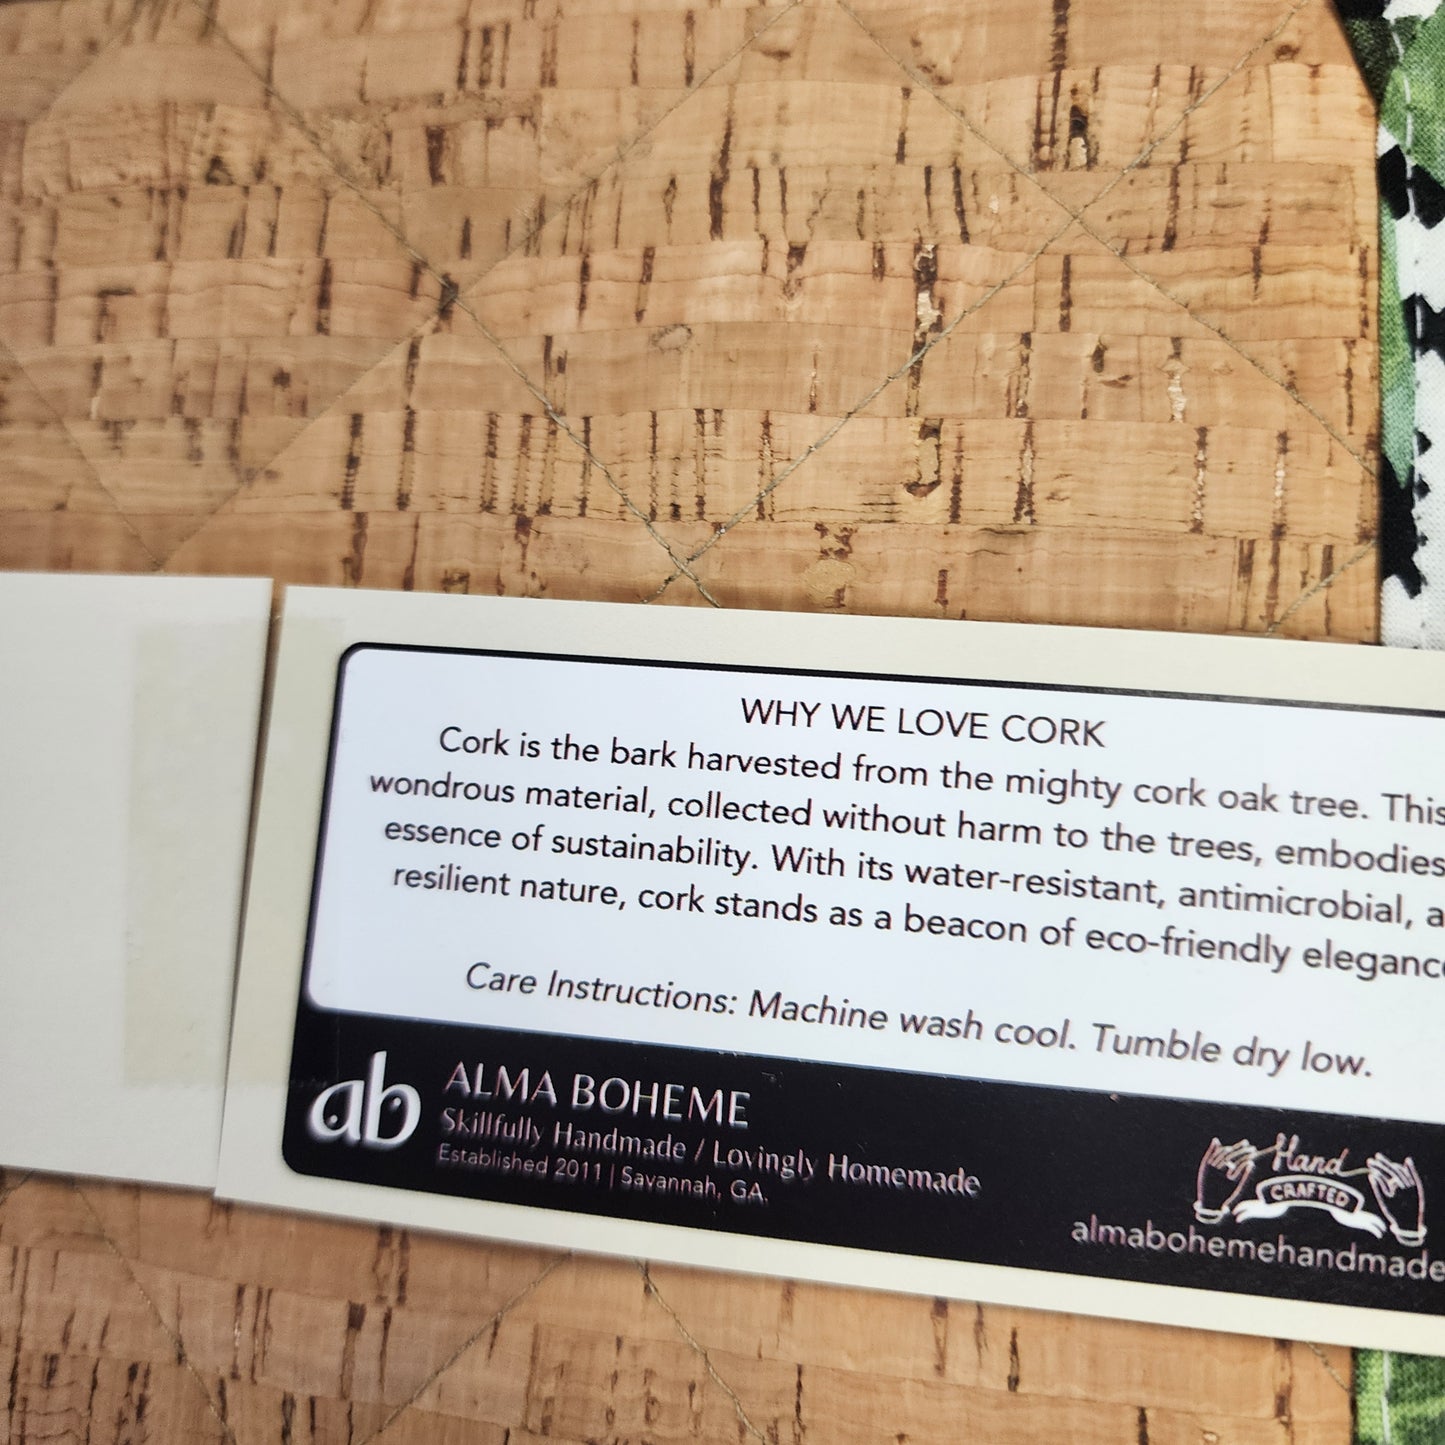 WHY WE LOVE CORK
Cork is the bark harvested from the mighty cork oak tree. This
wondrous material, collected without harm to the trees, embodies
essence of sustainability. With its water-resistant, antimicrobial, a
resilient nature, cork stands as a beacon of eco-friendly eleganc
Care Instructions: Machine wash cool. Tumble dry low.
ab
ALMA BOHEME
Skillfully Handmade / Lovingly Homemade
Established 2011 | Savannah, GA.
Hand
CRAFTED
almabohemehandmade